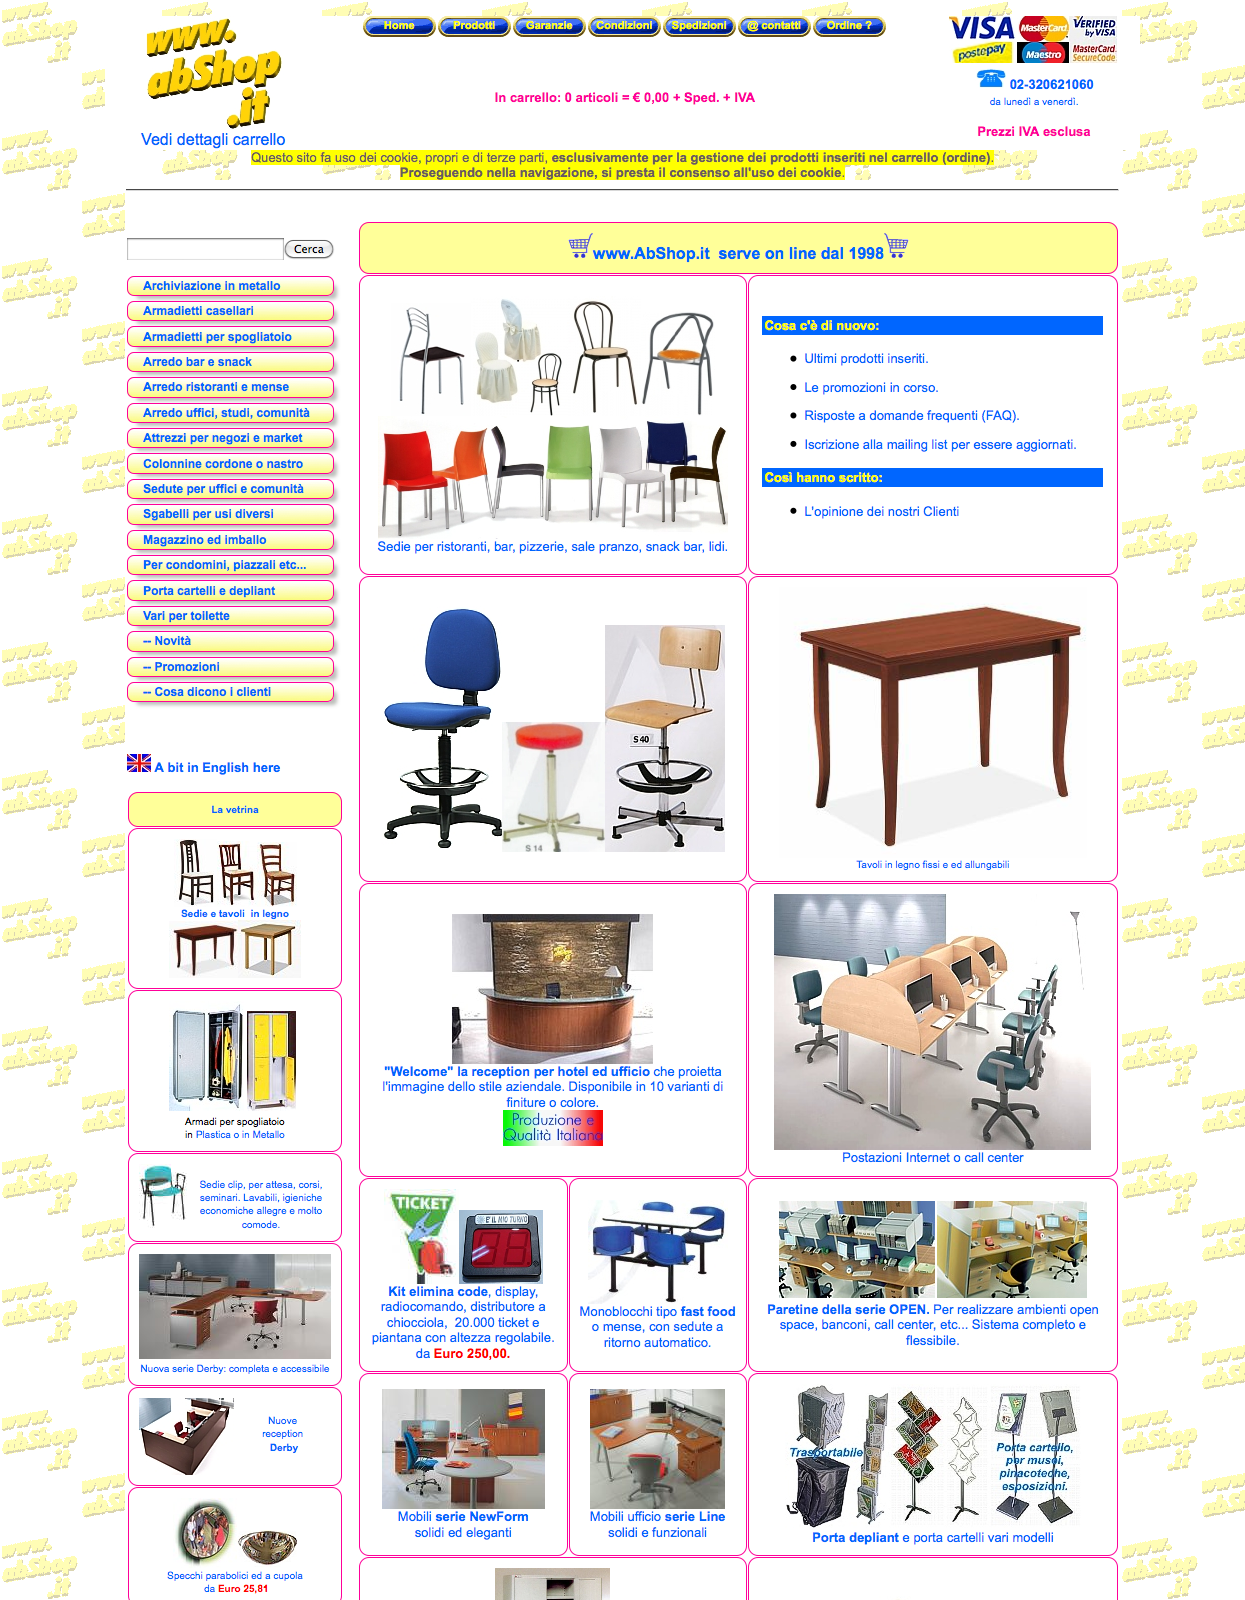 www.
abShop
.it
Home
Prodotti
Garanzie
Condizioni
Spedizioni
@ contatti
Ordine ?
VISA
MasterCard
VERIFIED
by VISA
postepay
Maestro
MasterCard.
SecureCode.
02-320621060
da lunedì a venerdì.
In carrello: 0 articoli = € 0,00 + Sped. + IVA
Prezzi IVA esclusa
Vedi dettagli carrello
Questo sito fa uso dei cookie, propri e di terze parti, esclusivamente per la gestione dei prodotti inseriti nel carrello (ordine).
Proseguendo nella navigazione, si presta il consenso all'uso dei cookie.
Cerca
Archiviazione in metallo
Armadietti casellari
Armadietti per spogliatoio
Arredo bar e snack
Arredo ristoranti e mense
Arredo uffici, studi, comunità
Attrezzi per negozi e market
Colonnine cordone o nastro
Sedute per uffici e comunità
Sgabelli per usi diversi
Magazzino ed imballo
Per condomini, piazzali etc...
Porta cartelli e depliant
Vari per toilette
-- Novità
-- Promozioni
-- Cosa dicono i clienti
A bit in English here
La vetrina
Sedie e tavoli in legno
Armadi per spogliatoio
in Plastica o in Metallo
Sedie clip, per attesa, corsi,
seminari. Lavabili, igieniche
economiche allegre e molto
comode.
Nuova serie Derby: completa e accessibile
Nuove
reception
Derby
Specchi parabolici ed a cupola
da Euro 25,81
www.AbShop.it serve on line dal 1998
Sedie per ristoranti, bar, pizzerie, sale pranzo, snack bar, lidi.
Cosa c'è di nuovo:
Ultimi prodotti inseriti.
Le promozioni in corso.
Risposte a domande frequenti (FAQ).
Iscrizione alla mailing list per essere aggiornati.
Così hanno scritto:
L'opinione dei nostri Clienti
S 40
S 14
Tavoli in legno fissi e ed allungabili
"Welcome" la reception per hotel ed ufficio che proietta
l'immagine dello stile aziendale. Disponibile in 10 varianti di
finiture o colore.
Produzione e
Qualità Italiana
Postazioni Internet o call center
TICKET
E' IL MIO TURNO
Kit elimina code, display,
radiocomando, distributore a
chiocciola, 20.000 ticket e
piantana con altezza regolabile.
da Euro 250,00.
Monoblocchi tipo fast food
o mense, con sedute a
ritorno automatico.
Paretine della serie OPEN. Per realizzare ambienti open
space, banconi, call center, etc... Sistema completo e
flessibile.
Mobili serie NewForm
solidi ed eleganti
Mobili ufficio serie Line
solidi e funzionali
Trasportabile
Porta cartello,
per musei,
pinacoteche,
esposizioni.
Porta depliant e porta cartelli vari modelli